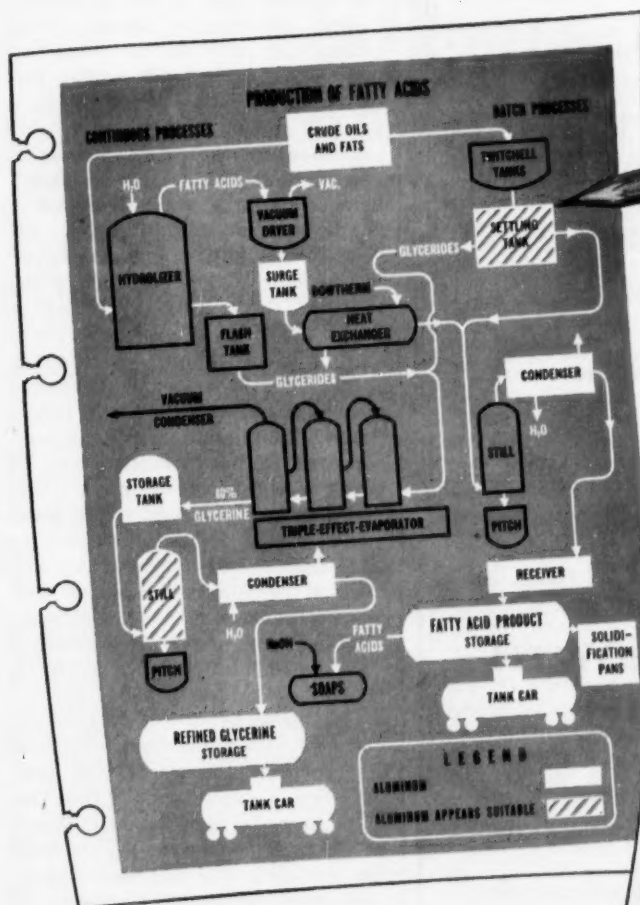 PRODUCTION OF FATTY ACIDS
CONTINUOUS PROCESSES
BATCH PROCESSES
CRUDE OILS
AND FATS
TWITCHELL
TANKS
H₂O
FATTY ACIDS
VAC.
VACUUM
DRYER
SETTLING
TANK
GLYCERIDES
HYDROLIZER
SURGE
TANK
DOWTHERM
HEAT
EXCHANGER
FLASH
TANK
GLYCERIDES
CONDENSER
H₂O
VACUUM
CONDENSER
STILL
STORAGE
TANK
GLYCERINE
TRIPLE-EFFECT-EVAPORATOR
PITCH
STILL
CONDENSER
H₂O
RECEIVER
PITCH
FATTY
ACIDS
FATTY ACID PRODUCT
STORAGE
SOLIDI-
FICATION
PANS
NaOH
SOAPS
TANK CAR
REFINED GLYCERINE
STORAGE
TANK CAR
LEGEND
ALUMINUM
ALUMINUM APPEARS SUITABLE